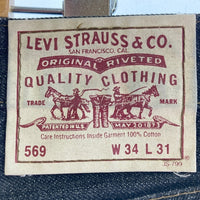 LEVI STRAUSS & CO.
SAN FRANCISCO, CAL.
ORIGINAL RIVETED
QUALITY CLOTHING
TRADE MARK
PATENTED IN U.S. MAY 20 1873
Care Instructions Inside Garment 100% Cotton
569 W 34 L 31